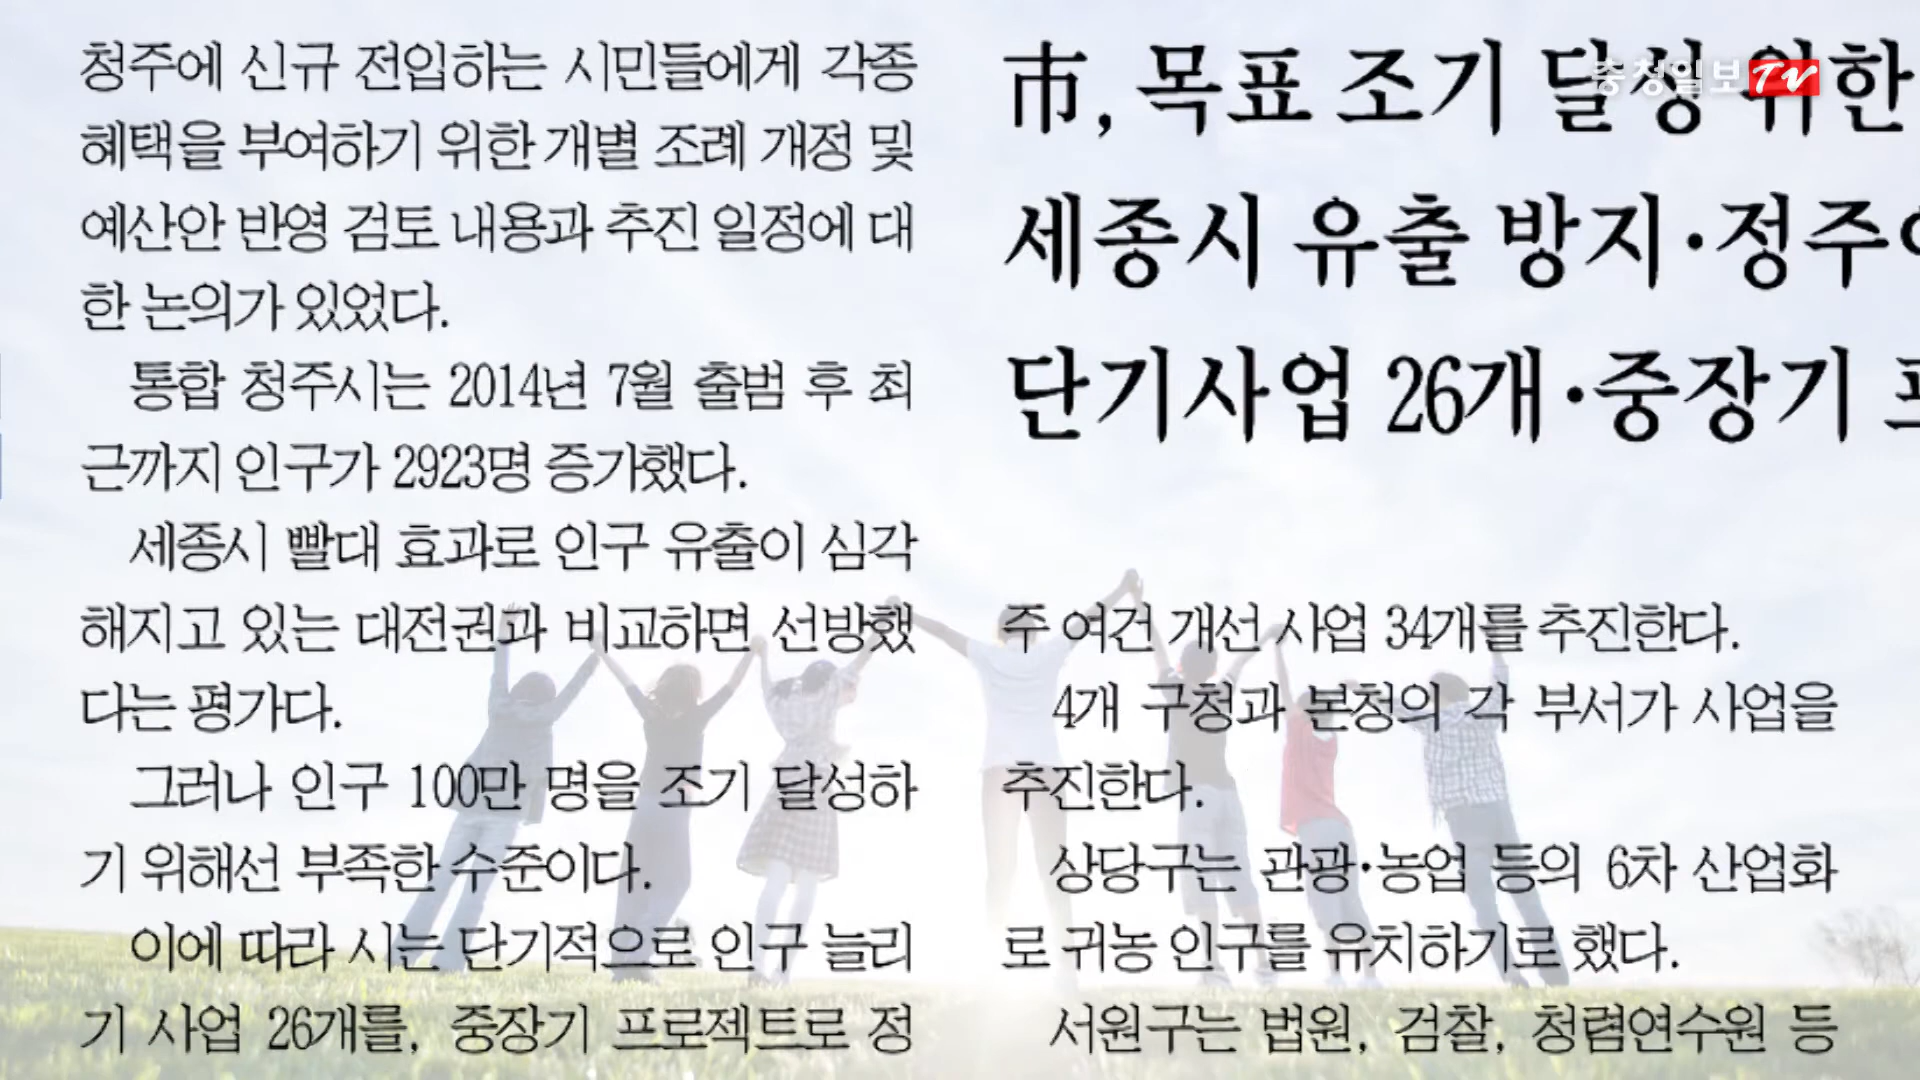 청주에 신규 전입하는 시민들에게 각종
혜택을 부여하기 위한 개별 조례 개정 및
예산안 반영 검토 내용과 추진 일정에 대
한 논의가 있었다.
통합 청주시는 2014년 7월 출범 후 최
근까지 인구가 2923명 증가했다.
세종시 빨대 효과로 인구 유출이 심각
해지고 있는 대전권과 비교하면 선방했
다는 평가다.
그러나 인구 100만 명을 조기 달성하
기 위해선 부족한 수준이다.
이에 따라 시는 단기적으로 인구 늘리
기 사업 26개를, 중장기 프로젝트로 정
市, 목표 조기 달성 위한
세종시 유출 방지·정주여
단기사업 26개·중장기
주 여건 개선 사업 34개를 추진한다.
4개 구청과 본청의 각 부서가 사업을
추진한다.
상당구는 관광·농업 등의 6차 산업화
로 귀농 인구를 유치하기로 했다.
서원구는 법원, 검찰, 청렴연수원 등
충청일보TV